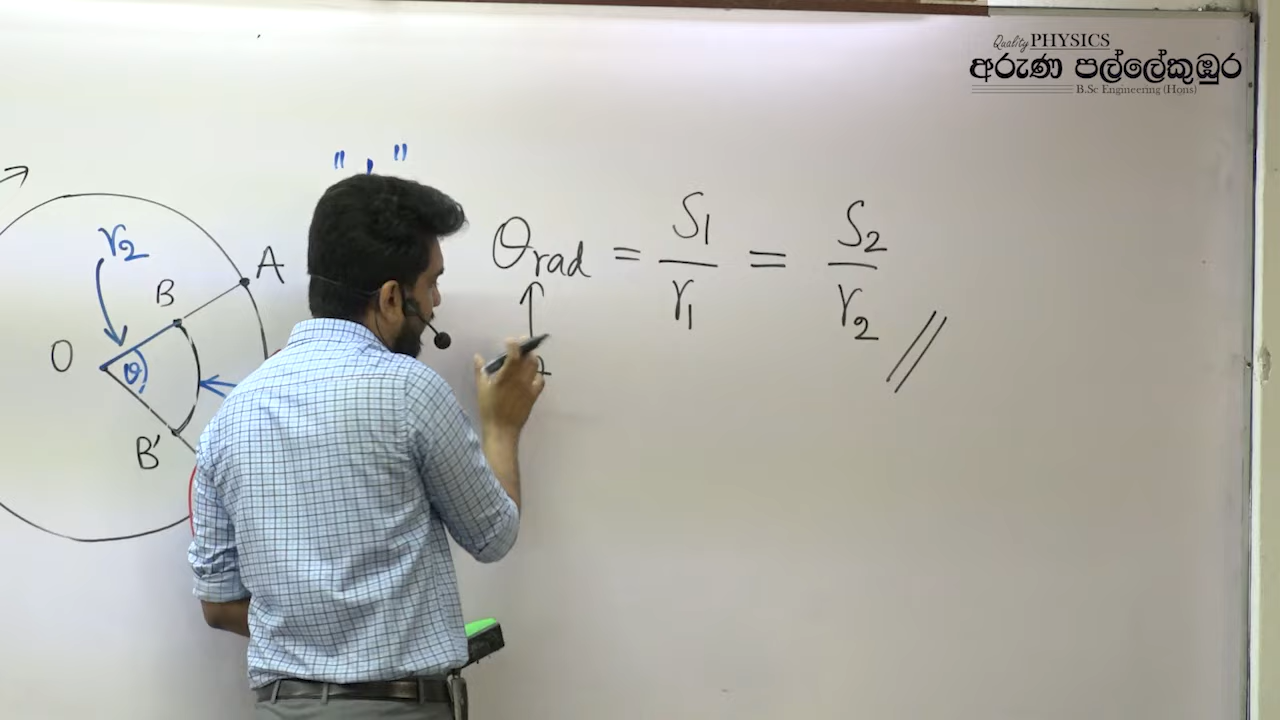 Quality PHYSICS
අරුණ පල්ලේකුඹුර
B.Sc Engineering (Hons)
" , "
r₂
A
B
O
θ
B'
θrad = S₁/r₁ = S₂/r₂ //